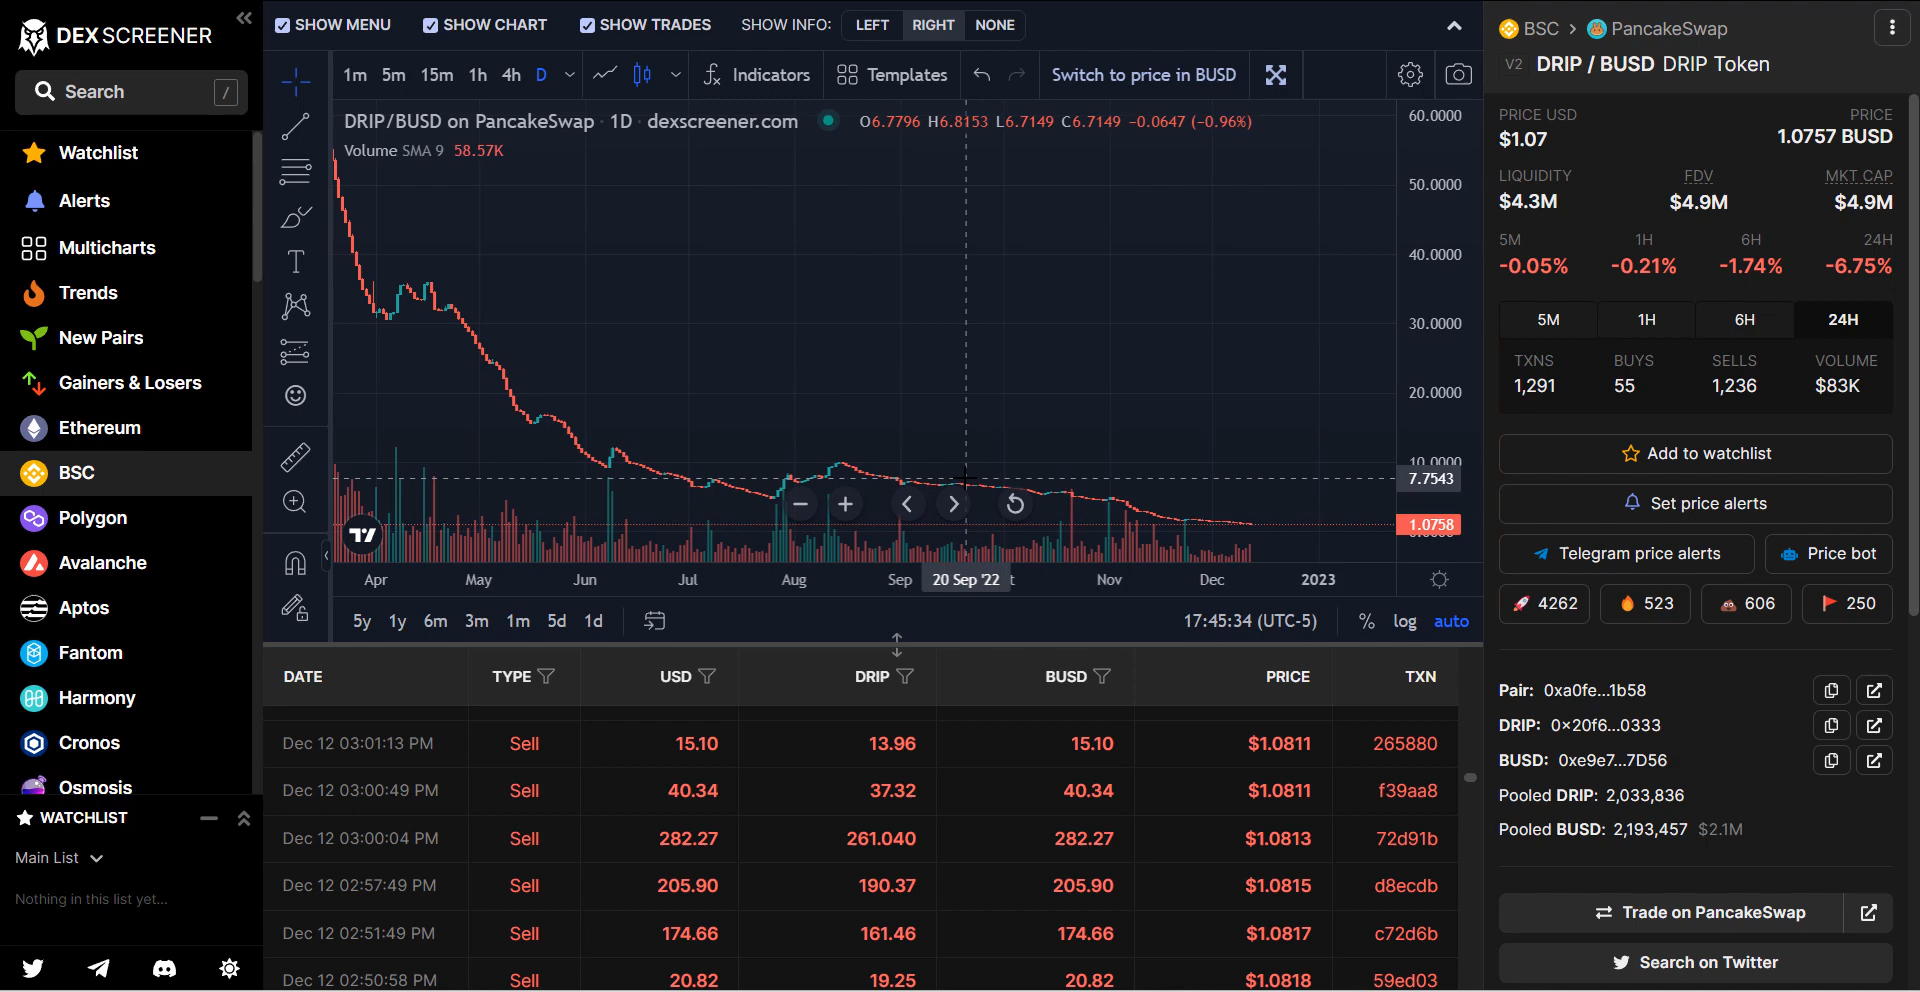 DEX SCREENER
Search /
Watchlist
Alerts
Multicharts
Trends
New Pairs
Gainers & Losers
Ethereum
BSC
Polygon
Avalanche
Aptos
Fantom
Harmony
Cronos
Osmosis
WATCHLIST
Main List
Nothing in this list yet...
SHOW MENU SHOW CHART SHOW TRADES SHOW INFO: LEFT RIGHT NONE
1m 5m 15m 1h 4h D Indicators Templates Switch to price in BUSD
DRIP/BUSD on PancakeSwap · 1D · dexscreener.com O6.7796 H6.8153 L6.7149 C6.7149 -0.0647 (-0.96%)
Volume SMA 9 58.57K
60.0000
50.0000
40.0000
30.0000
20.0000
10.0000
7.7543
1.0758
Apr May Jun Jul Aug Sep 20 Sep '22 Nov Dec 2023
5y 1y 6m 3m 1m 5d 1d 17:45:34 (UTC-5) % log auto
DATE TYPE USD DRIP BUSD PRICE TXN
Dec 12 03:01:13 PM Sell 15.10 13.96 15.10 $1.0811 265880
Dec 12 03:00:49 PM Sell 40.34 37.32 40.34 $1.0811 f39aa8
Dec 12 03:00:04 PM Sell 282.27 261.040 282.27 $1.0813 72d91b
Dec 12 02:57:49 PM Sell 205.90 190.37 205.90 $1.0815 d8ecdb
Dec 12 02:51:49 PM Sell 174.66 161.46 174.66 $1.0817 c72d6b
Dec 12 02:50:58 PM Sell 20.82 19.25 20.82 $1.0818 59ed03
BSC > PancakeSwap
V2 DRIP / BUSD DRIP Token
PRICE USD PRICE
$1.07 1.0757 BUSD
LIQUIDITY FDV MKT CAP
$4.3M $4.9M $4.9M
5M 1H 6H 24H
-0.05% -0.21% -1.74% -6.75%
5M 1H 6H 24H
TXNS BUYS SELLS VOLUME
1,291 55 1,236 $83K
Add to watchlist
Set price alerts
Telegram price alerts Price bot
4262 523 606 250
Pair: 0xa0fe...1b58
DRIP: 0x20f6...0333
BUSD: 0xe9e7...7D56
Pooled DRIP: 2,033,836
Pooled BUSD: 2,193,457 $2.1M
Trade on PancakeSwap
Search on Twitter